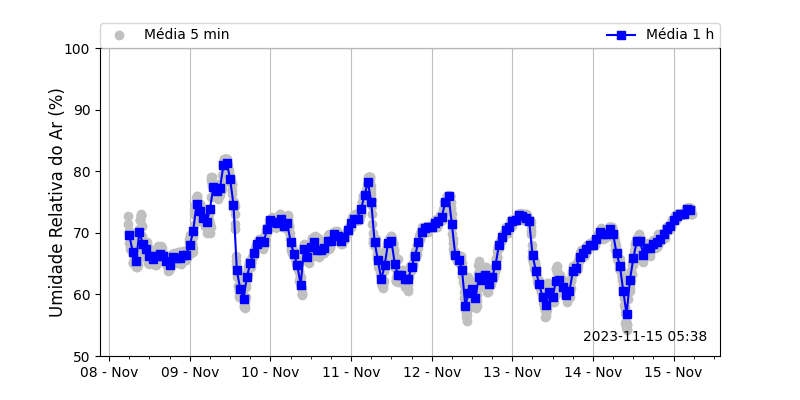 Média 5 min Média 1 h
100
90
80
70
60
50
Umidade Relativa do Ar (%)
2023-11-15 05:38
08 - Nov 09 - Nov 10 - Nov 11 - Nov 12 - Nov 13 - Nov 14 - Nov 15 - Nov